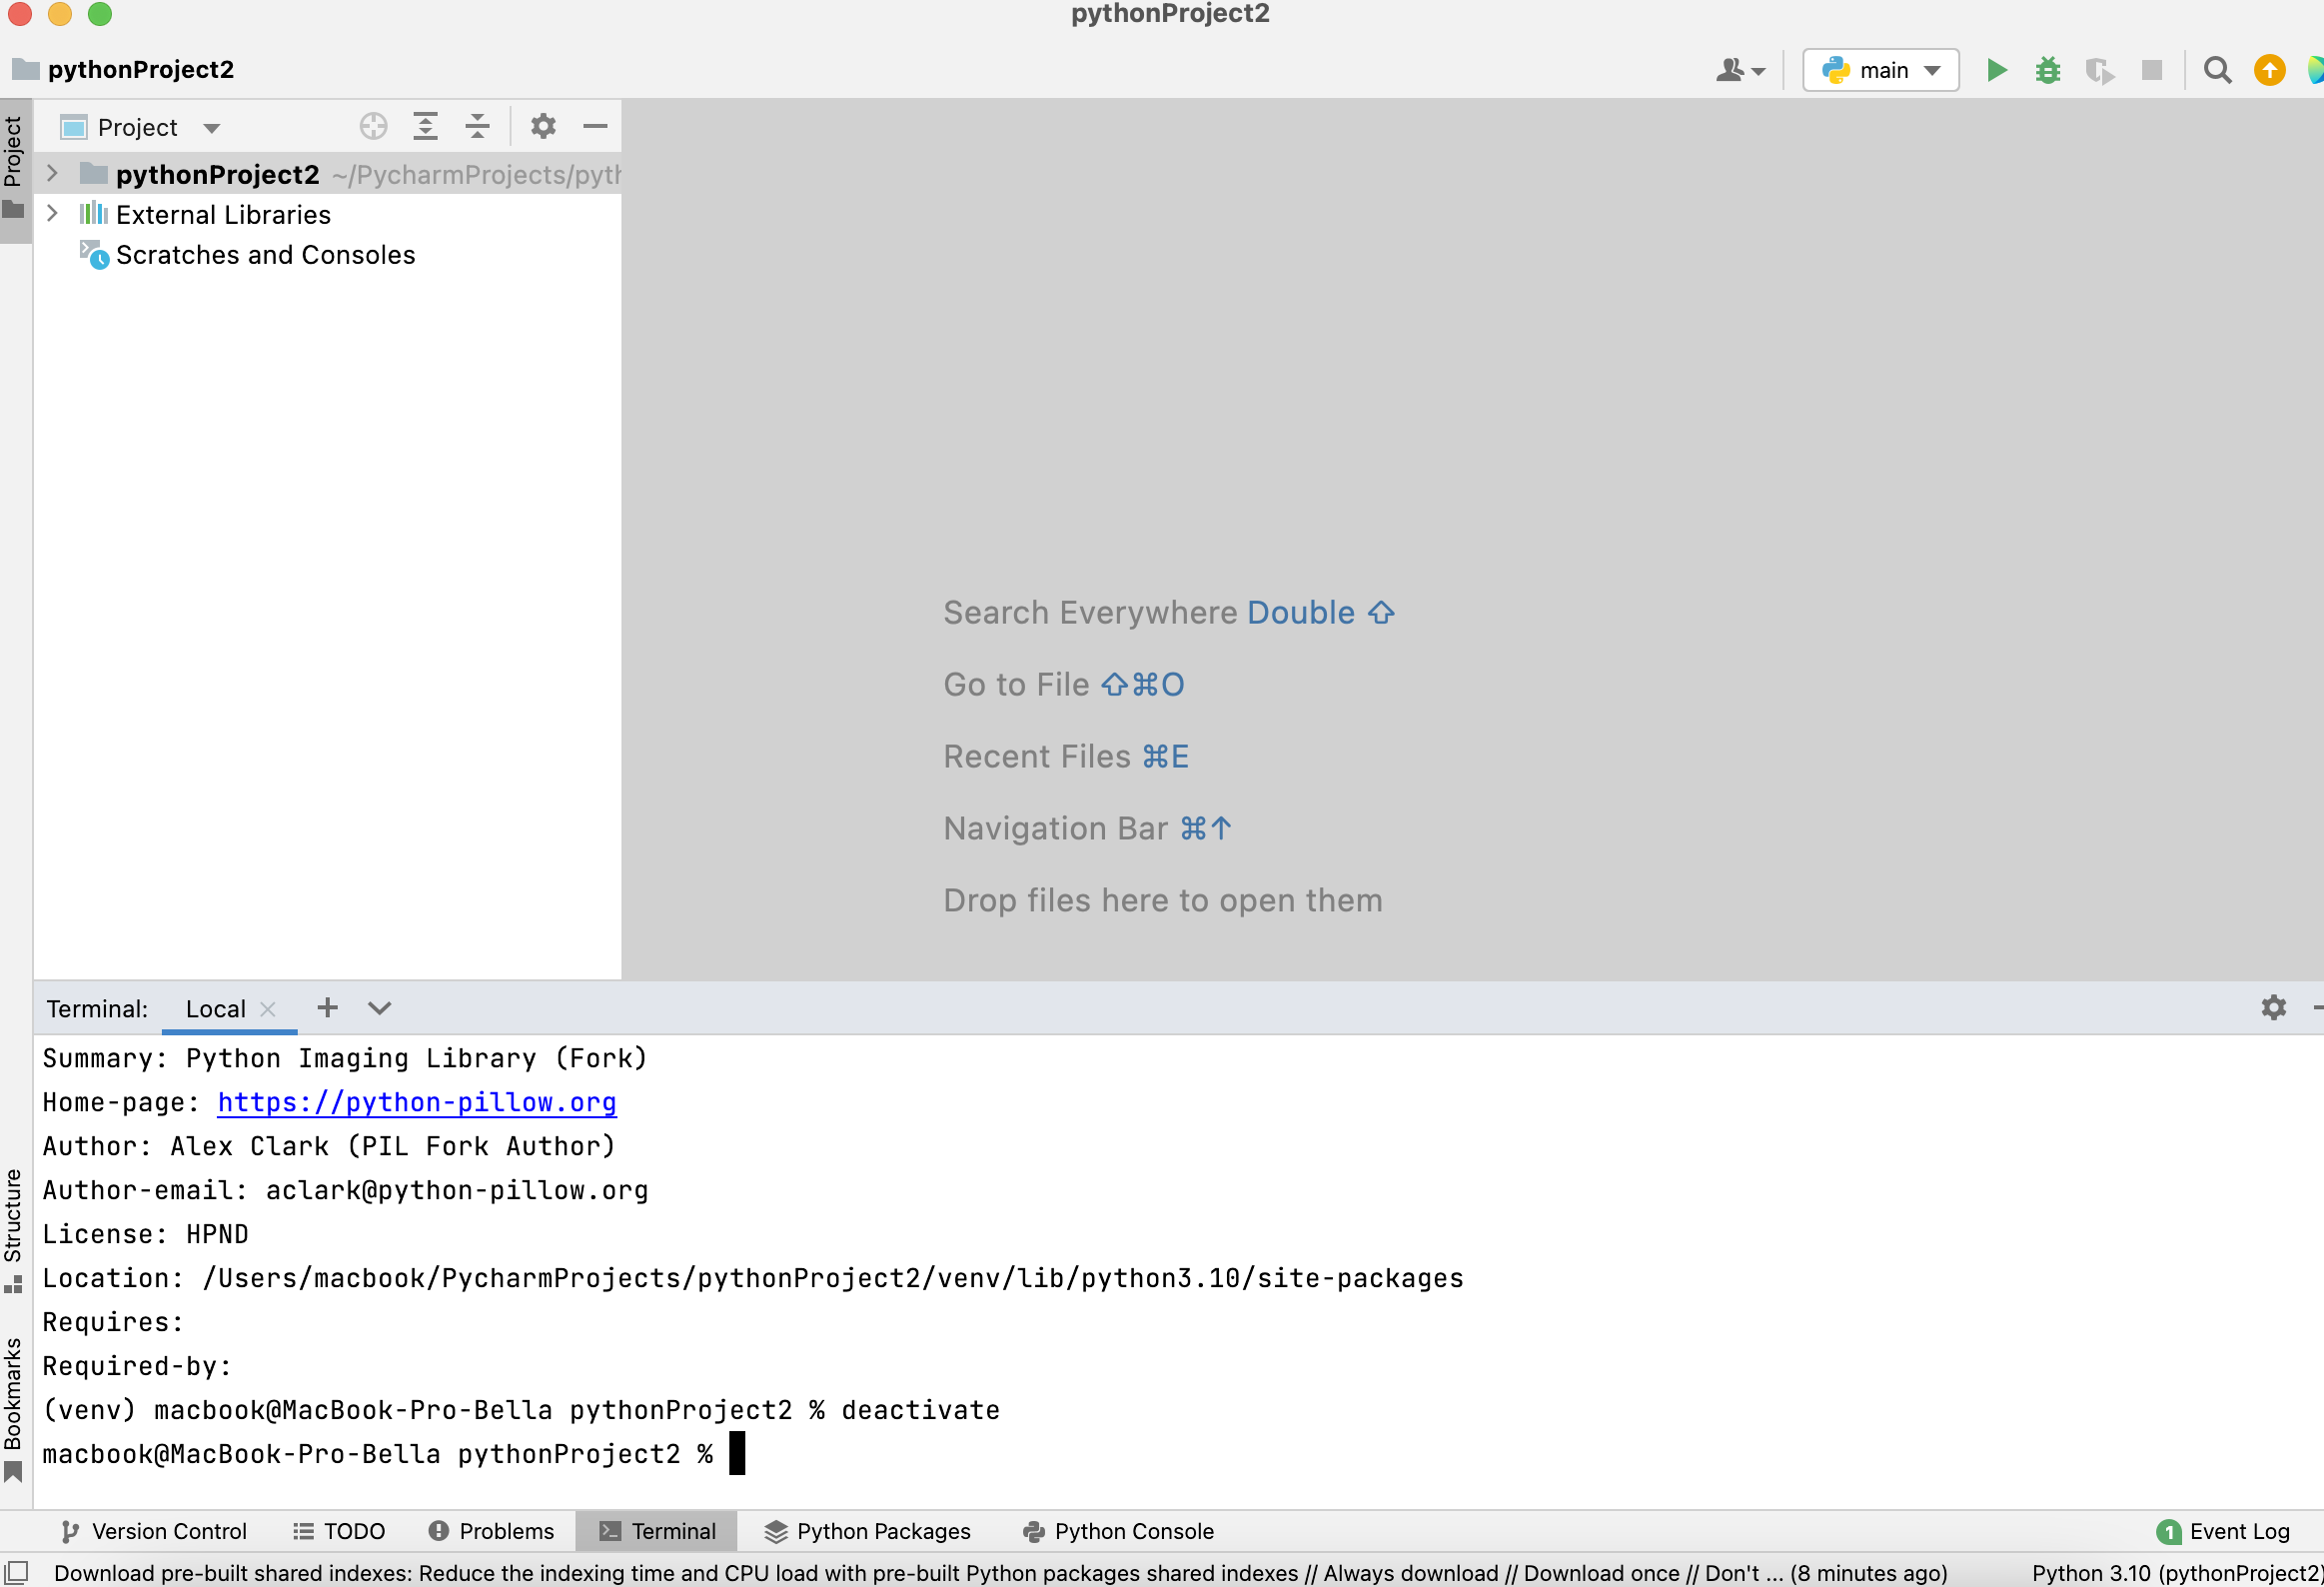 pythonProject2
pythonProject2
main
Project
Project
pythonProject2 ~/PycharmProjects/pyth
External Libraries
Scratches and Consoles
Search Everywhere Double ⇧
Go to File ⇧⌘O
Recent Files ⌘E
Navigation Bar ⌘↑
Drop files here to open them
Terminal: Local
Summary: Python Imaging Library (Fork)
Home-page: https://python-pillow.org
Author: Alex Clark (PIL Fork Author)
Author-email: aclark@python-pillow.org
License: HPND
Location: /Users/macbook/PycharmProjects/pythonProject2/venv/lib/python3.10/site-packages
Requires:
Required-by:
(venv) macbook@MacBook-Pro-Bella pythonProject2 % deactivate
macbook@MacBook-Pro-Bella pythonProject2 %
Structure
Bookmarks
Version Control TODO Problems Terminal Python Packages Python Console 1 Event Log
Download pre-built shared indexes: Reduce the indexing time and CPU load with pre-built Python packages shared indexes // Always download // Download once // Don't ... (8 minutes ago) Python 3.10 (pythonProject2)